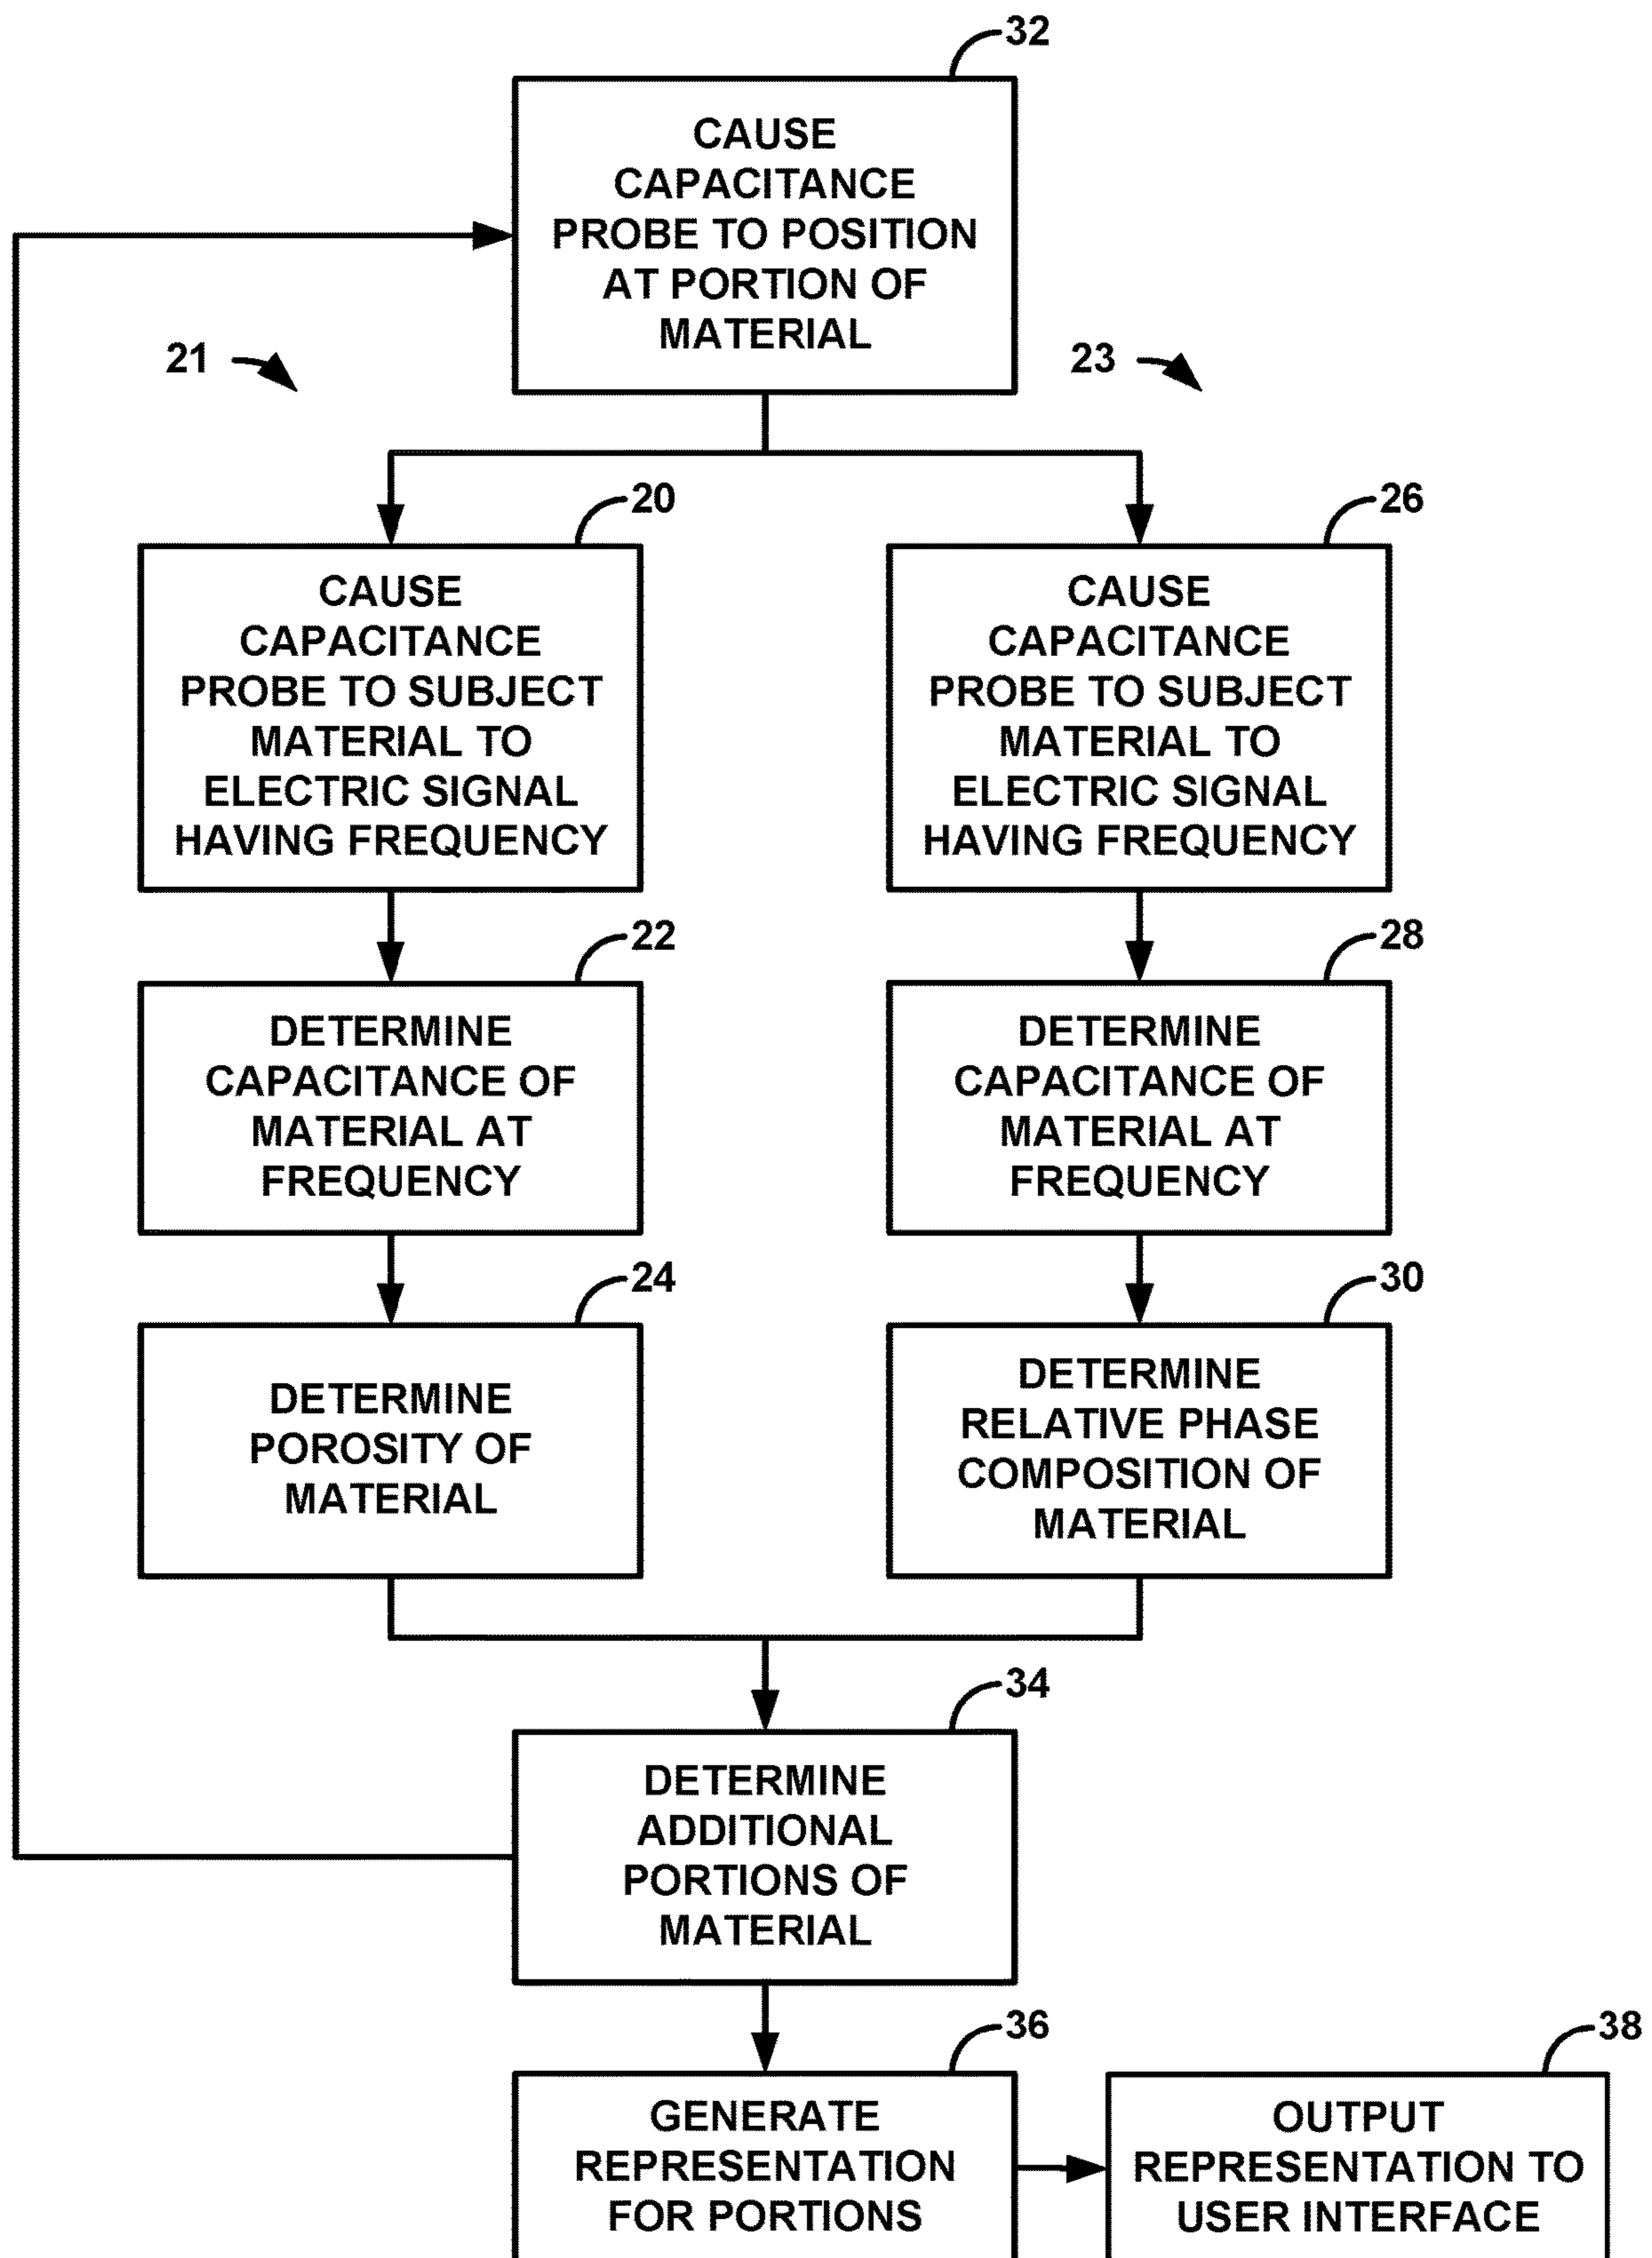 32
CAUSE
CAPACITANCE
PROBE TO POSITION
AT PORTION OF
MATERIAL
21
23
20
CAUSE
CAPACITANCE
PROBE TO SUBJECT
MATERIAL TO
ELECTRIC SIGNAL
HAVING FREQUENCY
26
CAUSE
CAPACITANCE
PROBE TO SUBJECT
MATERIAL TO
ELECTRIC SIGNAL
HAVING FREQUENCY
22
DETERMINE
CAPACITANCE OF
MATERIAL AT
FREQUENCY
28
DETERMINE
CAPACITANCE OF
MATERIAL AT
FREQUENCY
24
DETERMINE
POROSITY OF
MATERIAL
30
DETERMINE
RELATIVE PHASE
COMPOSITION OF
MATERIAL
34
DETERMINE
ADDITIONAL
PORTIONS OF
MATERIAL
36
GENERATE
REPRESENTATION
FOR PORTIONS
38
OUTPUT
REPRESENTATION TO
USER INTERFACE